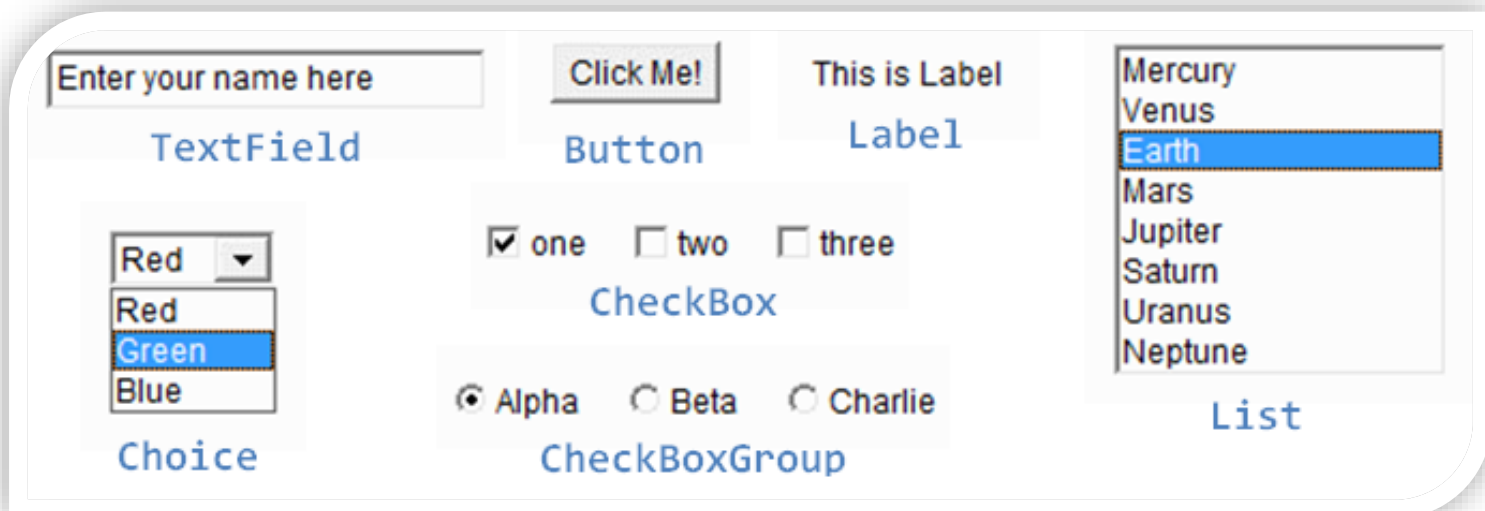 Enter your name here
TextField
Click Me!
Button
This is Label
Label
Mercury
Venus
Earth
Mars
Jupiter
Saturn
Uranus
Neptune
List
Red
Red
Green
Blue
Choice
one two three
CheckBox
Alpha Beta Charlie
CheckBoxGroup